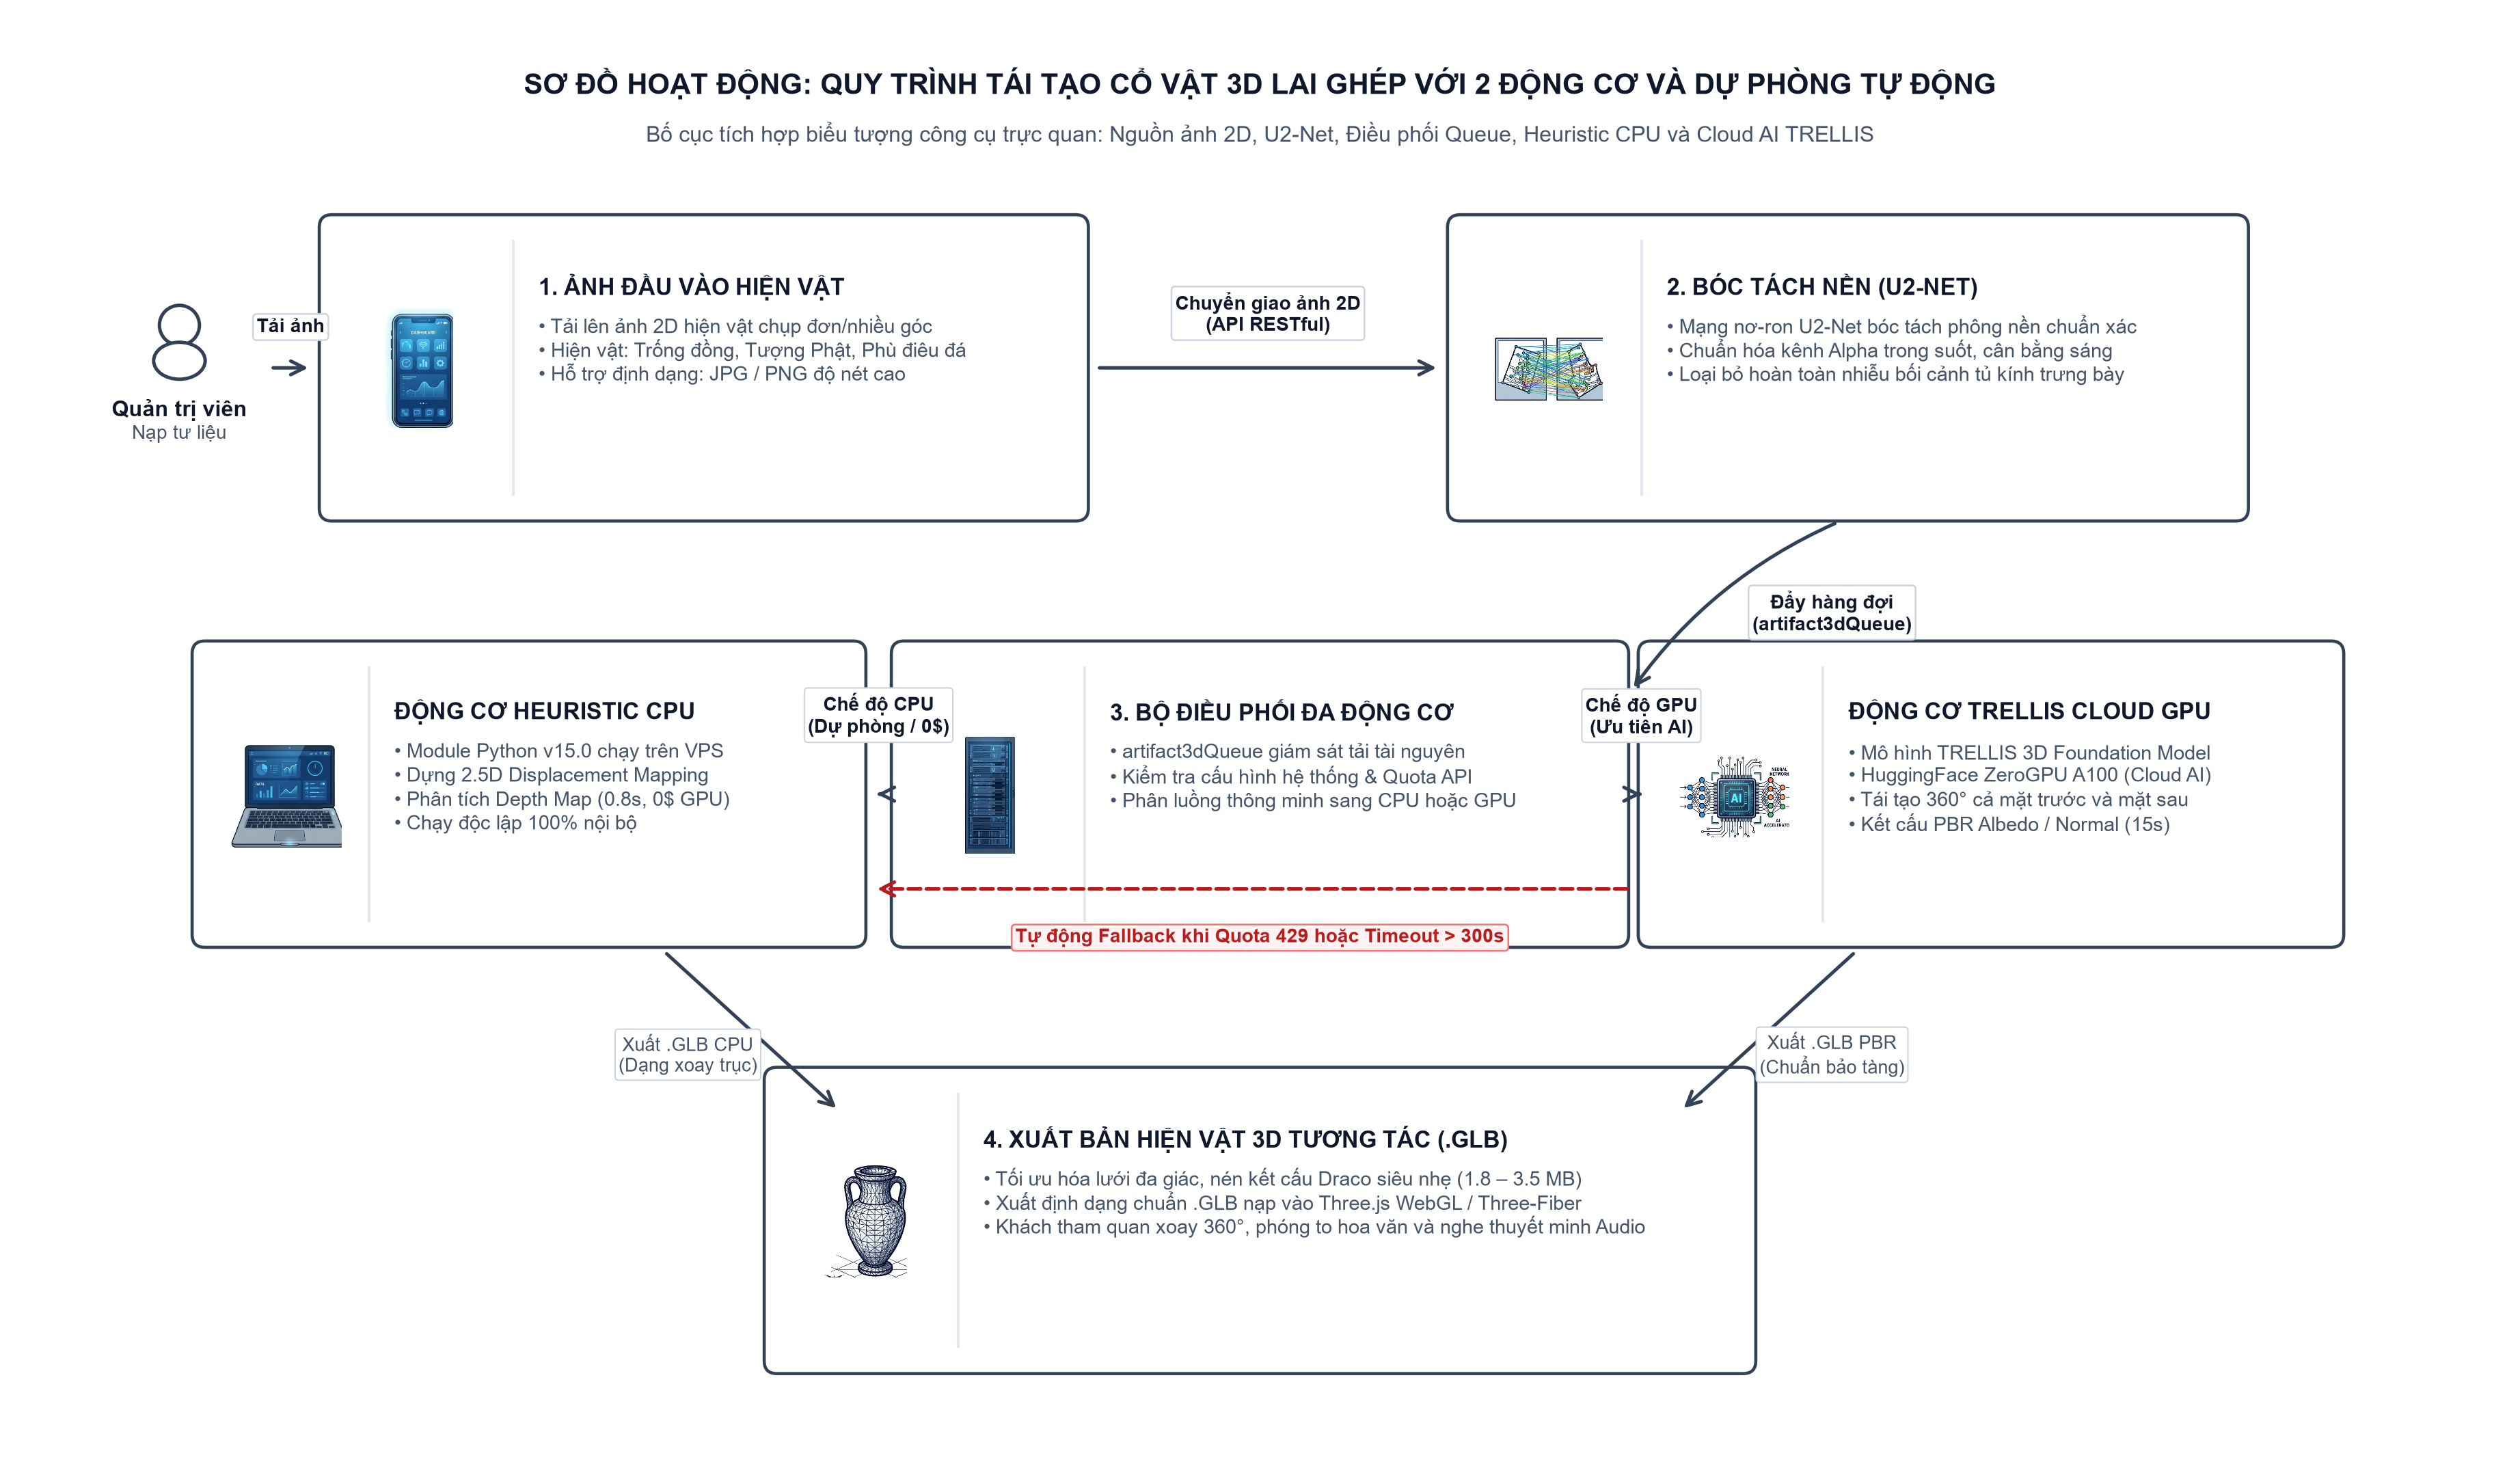 SƠ ĐỒ HOẠT ĐỘNG: QUY TRÌNH TÁI TẠO CỔ VẬT 3D LAI GHÉP VỚI 2 ĐỘNG CƠ VÀ DỰ PHÒNG TỰ ĐỘNG
Bố cục tích hợp biểu tượng công cụ trực quan: Nguồn ảnh 2D, U2-Net, Điều phối Queue, Heuristic CPU và Cloud AI TRELLIS
Quản trị viên
Nạp tư liệu
Tải ảnh
1. ẢNH ĐẦU VÀO HIỆN VẬT
• Tải lên ảnh 2D hiện vật chụp đơn/nhiều góc
• Hiện vật: Trống đồng, Tượng Phật, Phù điêu đá
• Hỗ trợ định dạng: JPG / PNG độ nét cao
Chuyển giao ảnh 2D
(API RESTful)
2. BÓC TÁCH NỀN (U2-NET)
• Mạng nơ-ron U2-Net bóc tách phông nền chuẩn xác
• Chuẩn hóa kênh Alpha trong suốt, cân bằng sáng
• Loại bỏ hoàn toàn nhiễu bối cảnh tủ kính trưng bày
Đẩy hàng đợi
(artifact3dQueue)
ĐỘNG CƠ HEURISTIC CPU
• Module Python v15.0 chạy trên VPS
• Dựng 2.5D Displacement Mapping
• Phân tích Depth Map (0.8s, 0$ GPU)
• Chạy độc lập 100% nội bộ
Chế độ CPU
(Dự phòng / 0$)
3. BỘ ĐIỀU PHỐI ĐA ĐỘNG CƠ
• artifact3dQueue giám sát tải tài nguyên
• Kiểm tra cấu hình hệ thống & Quota API
• Phân luồng thông minh sang CPU hoặc GPU
Chế độ GPU
(Ưu tiên AI)
AI
NEURAL
NETWORK
ĐỘNG CƠ TRELLIS CLOUD GPU
• Mô hình TRELLIS 3D Foundation Model
• HuggingFace ZeroGPU A100 (Cloud AI)
• Tái tạo 360° cả mặt trước và mặt sau
• Kết cấu PBR Albedo / Normal (15s)
Tự động Fallback khi Quota 429 hoặc Timeout > 300s
Xuất .GLB CPU
(Dạng xoay trục)
Xuất .GLB PBR
(Chuẩn bảo tàng)
4. XUẤT BẢN HIỆN VẬT 3D TƯƠNG TÁC (.GLB)
• Tối ưu hóa lưới đa giác, nén kết cấu Draco siêu nhẹ (1.8 – 3.5 MB)
• Xuất định dạng chuẩn .GLB nạp vào Three.js WebGL / Three-Fiber
• Khách tham quan xoay 360°, phóng to hoa văn và nghe thuyết minh Audio